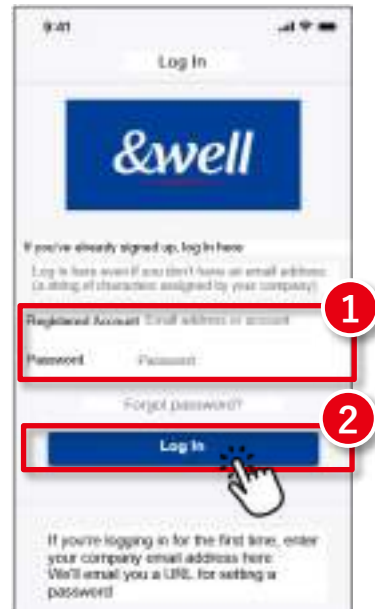 9:41
Log In
&well
If you've already signed up, log in here
Log in here even if you don't have an email address
(a string of characters assigned by your company)
1
Registered Account Email address or account
Password Password
Forgot password?
2
Log In
If you're logging in for the first time, enter
your company email address here
We'll email you a URL for setting a
password